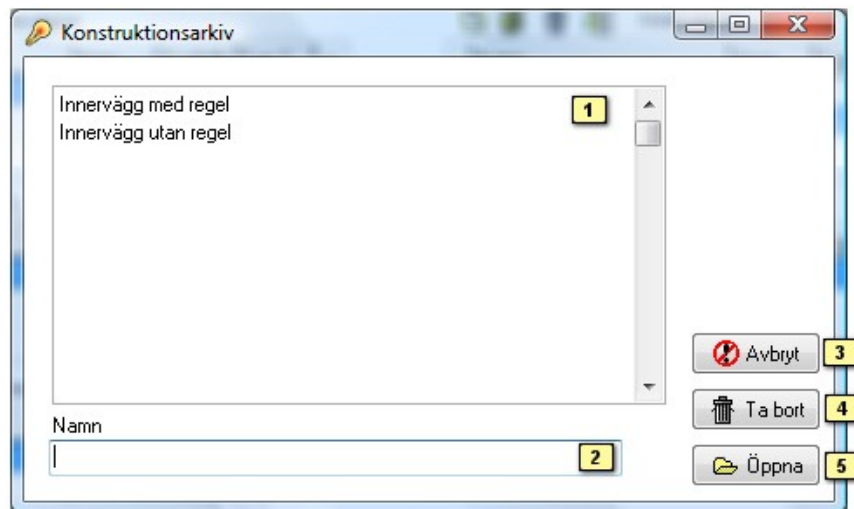 Konstruktionsarkiv
Innervägg med regel
1
Innervägg utan regel
Avbryt 3
Ta bort 4
Namn
2
Öppna 5